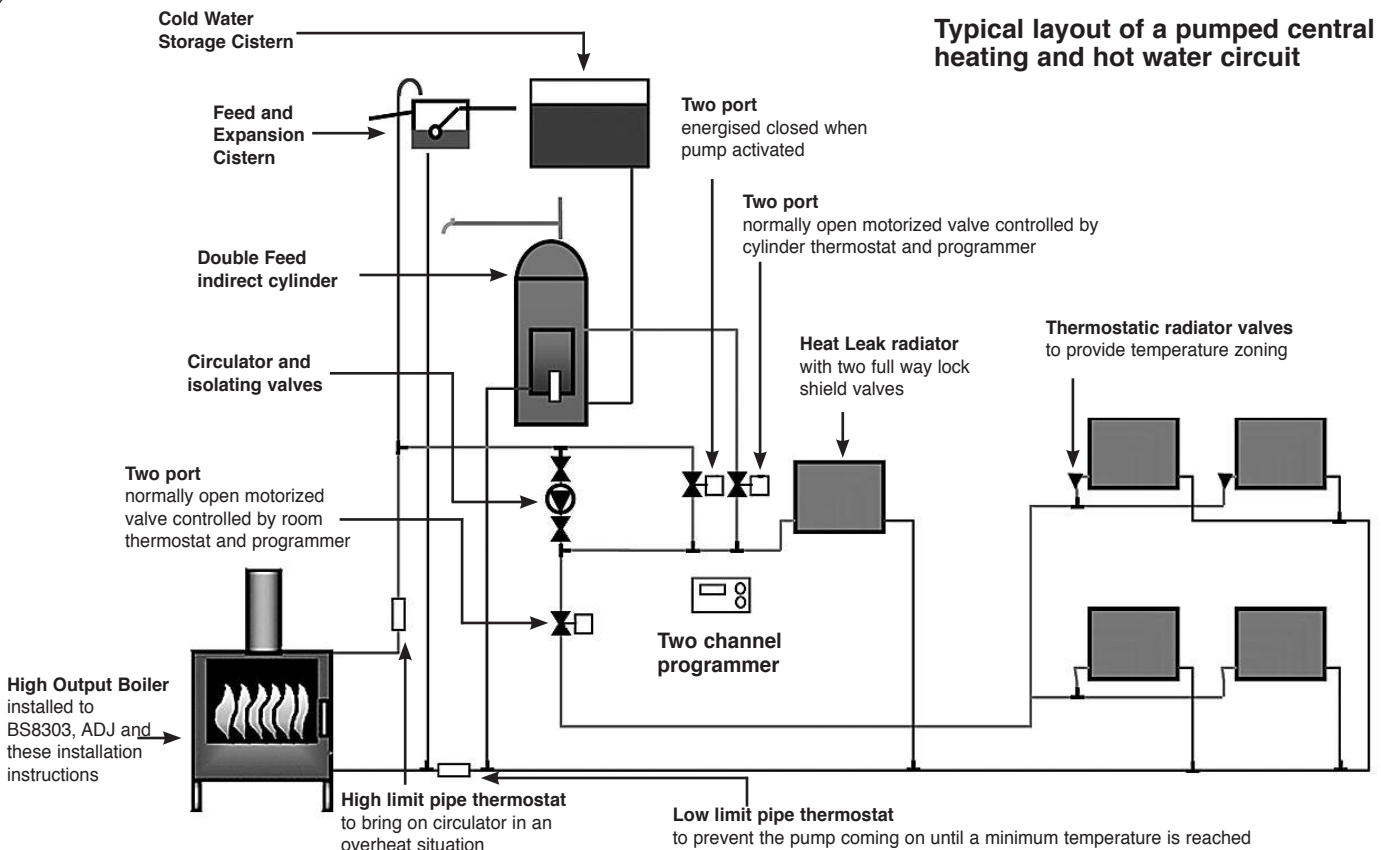 Typical layout of a pumped central
heating and hot water circuit
Cold Water
Storage Cistern
Feed and
Expansion
Cistern
Two port
energised closed when
pump activated
Two port
normally open motorized valve controlled by
cylinder thermostat and programmer
Double Feed
indirect cylinder
Circulator and
isolating valves
Heat Leak radiator
with two full way lock
shield valves
Thermostatic radiator valves
to provide temperature zoning
Two port
normally open motorized
valve controlled by room
thermostat and programmer
Two channel
programmer
High Output Boiler
installed to
BS8303, ADJ and
these installation
instructions
High limit pipe thermostat
to bring on circulator in an
overheat situation
Low limit pipe thermostat
to prevent the pump coming on until a minimum temperature is reached